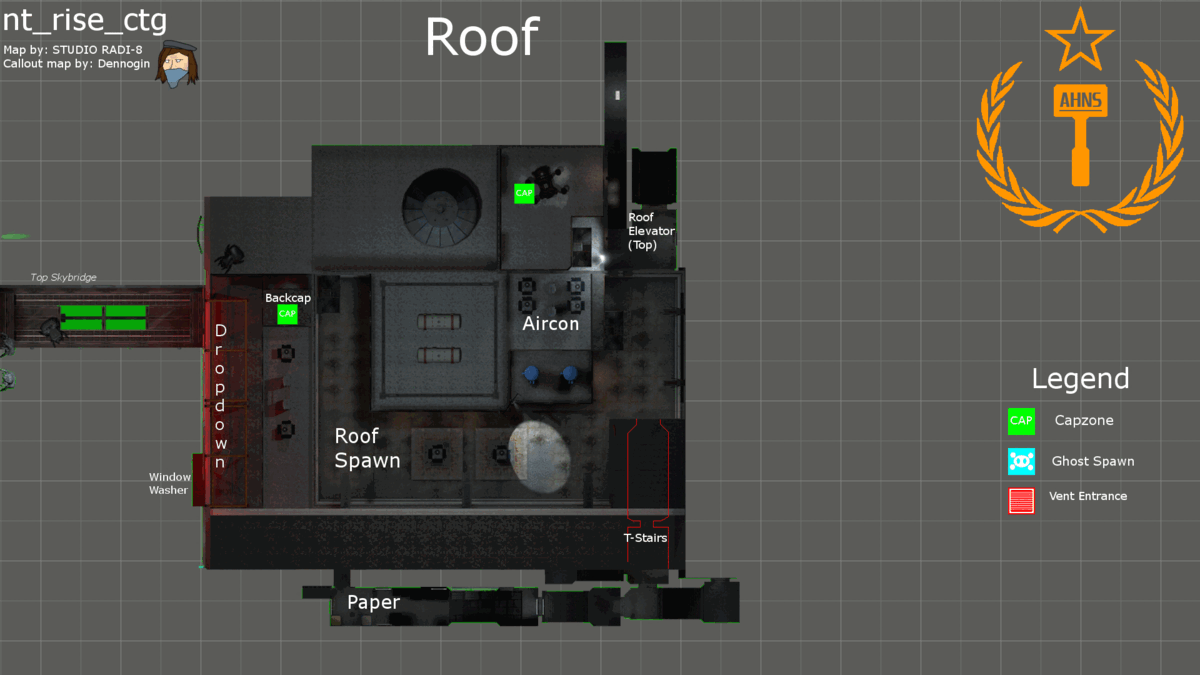 nt_rise_ctg
Map by: STUDIO RADI-8
Callout map by: Dennogin
Roof
AHNS
CAP
Roof
Elevator
(Top)
Top Skybridge
Backcap
CAP
Dropdown
Aircon
Roof
Spawn
Window
Washer
T-Stairs
Paper
Legend
CAP Capzone
Ghost Spawn
Vent Entrance